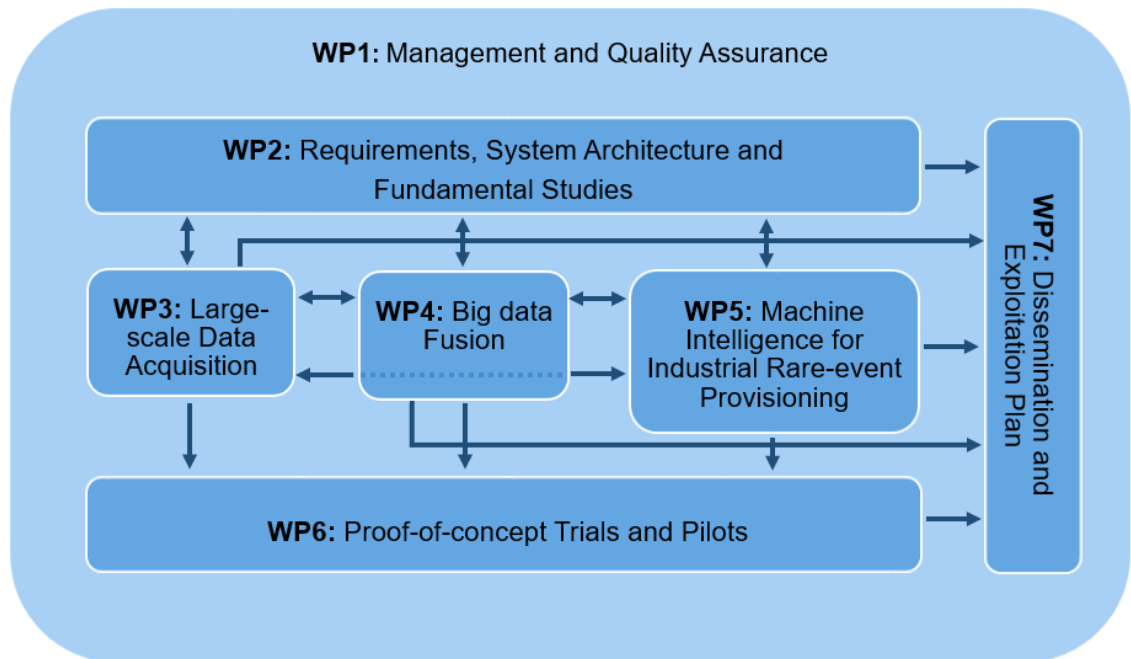 WP1: Management and Quality Assurance
WP2: Requirements, System Architecture and
Fundamental Studies
WP3: Large-
scale Data
Acquisition
WP4: Big data
Fusion
WP5: Machine
Intelligence for
Industrial Rare-event
Provisioning
WP6: Proof-of-concept Trials and Pilots
WP7: Dissemination and
Exploitation Plan